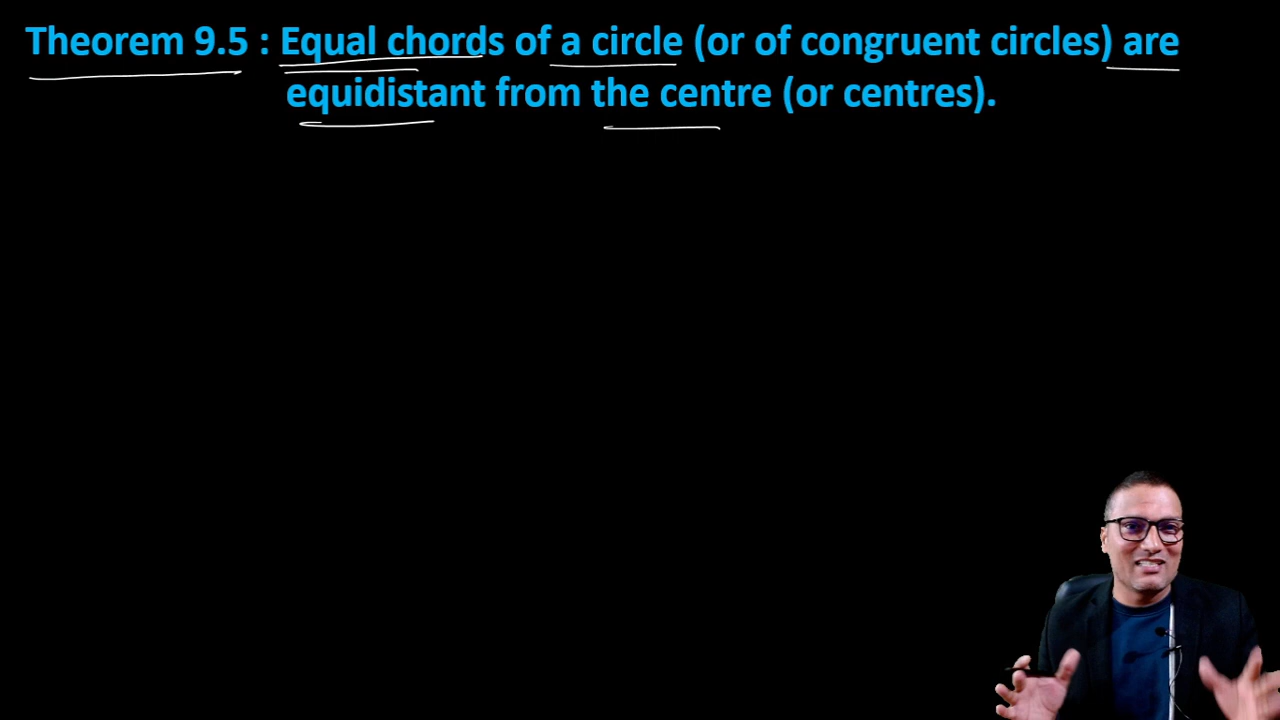 Theorem 9.5 : Equal chords of a circle (or of congruent circles) are
equidistant from the centre (or centres).